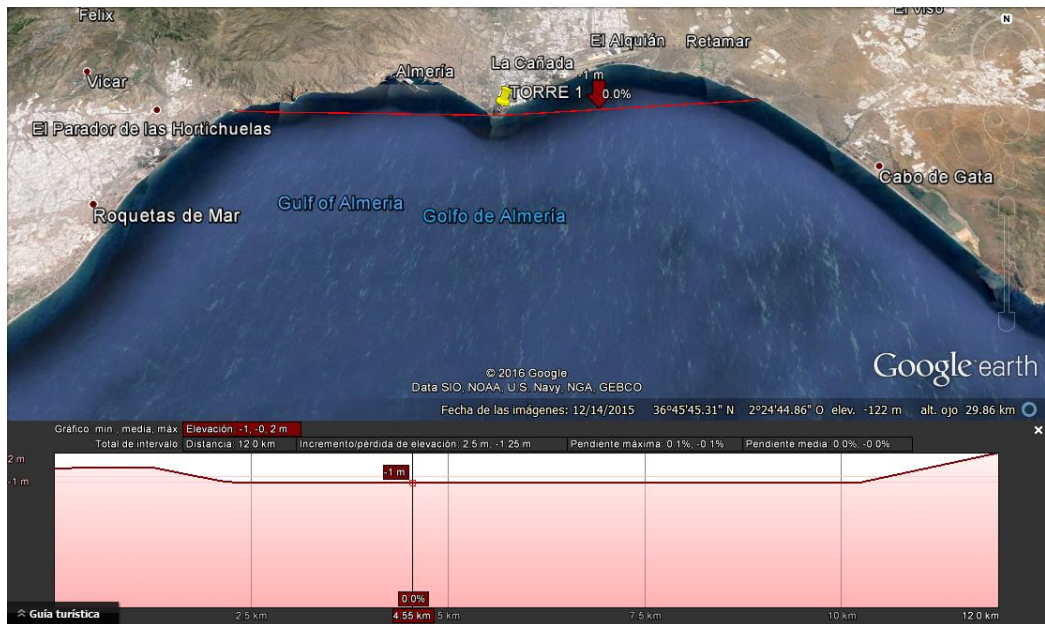 Felix
El Viso
N
El Alquián Retamar
La Cañada
Vicar
Almería
-1 m
TORRE 1
0.0%
El Parador de las Hortichuelas
Cabo de Gata
Roquetas de Mar
Gulf of Almeria
Golfo de Almería
© 2016 Google
Data SIO, NOAA, U.S. Navy, NGA, GEBCO
Google earth
Fecha de las imágenes: 12/14/2015 36º45'45.31" N 2º24'44.86" O elev. -122 m alt. ojo 29.86 km
Gráfico: mín., media, máx. Elevación: -1, -0, 2 m
Total de intervalo: Distancia: 12.0 km Incremento/pérdida de elevación: 2.5 m, -1.25 m Pendiente máxima: 0.1%, -0.1% Pendiente media: 0.0%, -0.0%
2 m
-1 m
-1 m
0.0%
Guía turística
2.5 km 4.55 km 5 km 7.5 km 10 km 12.0 km